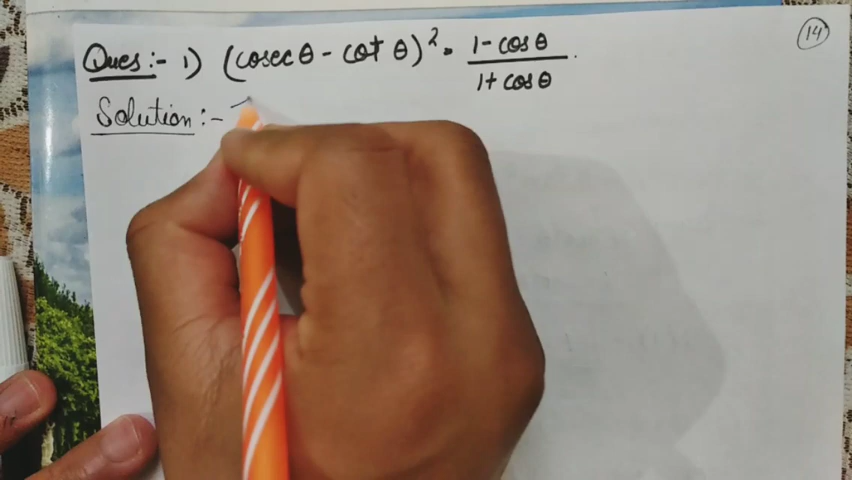 14
Ques :- 1) (cosec θ - cot θ)² = 1 - cos θ / 1 + cos θ .
Solution :-